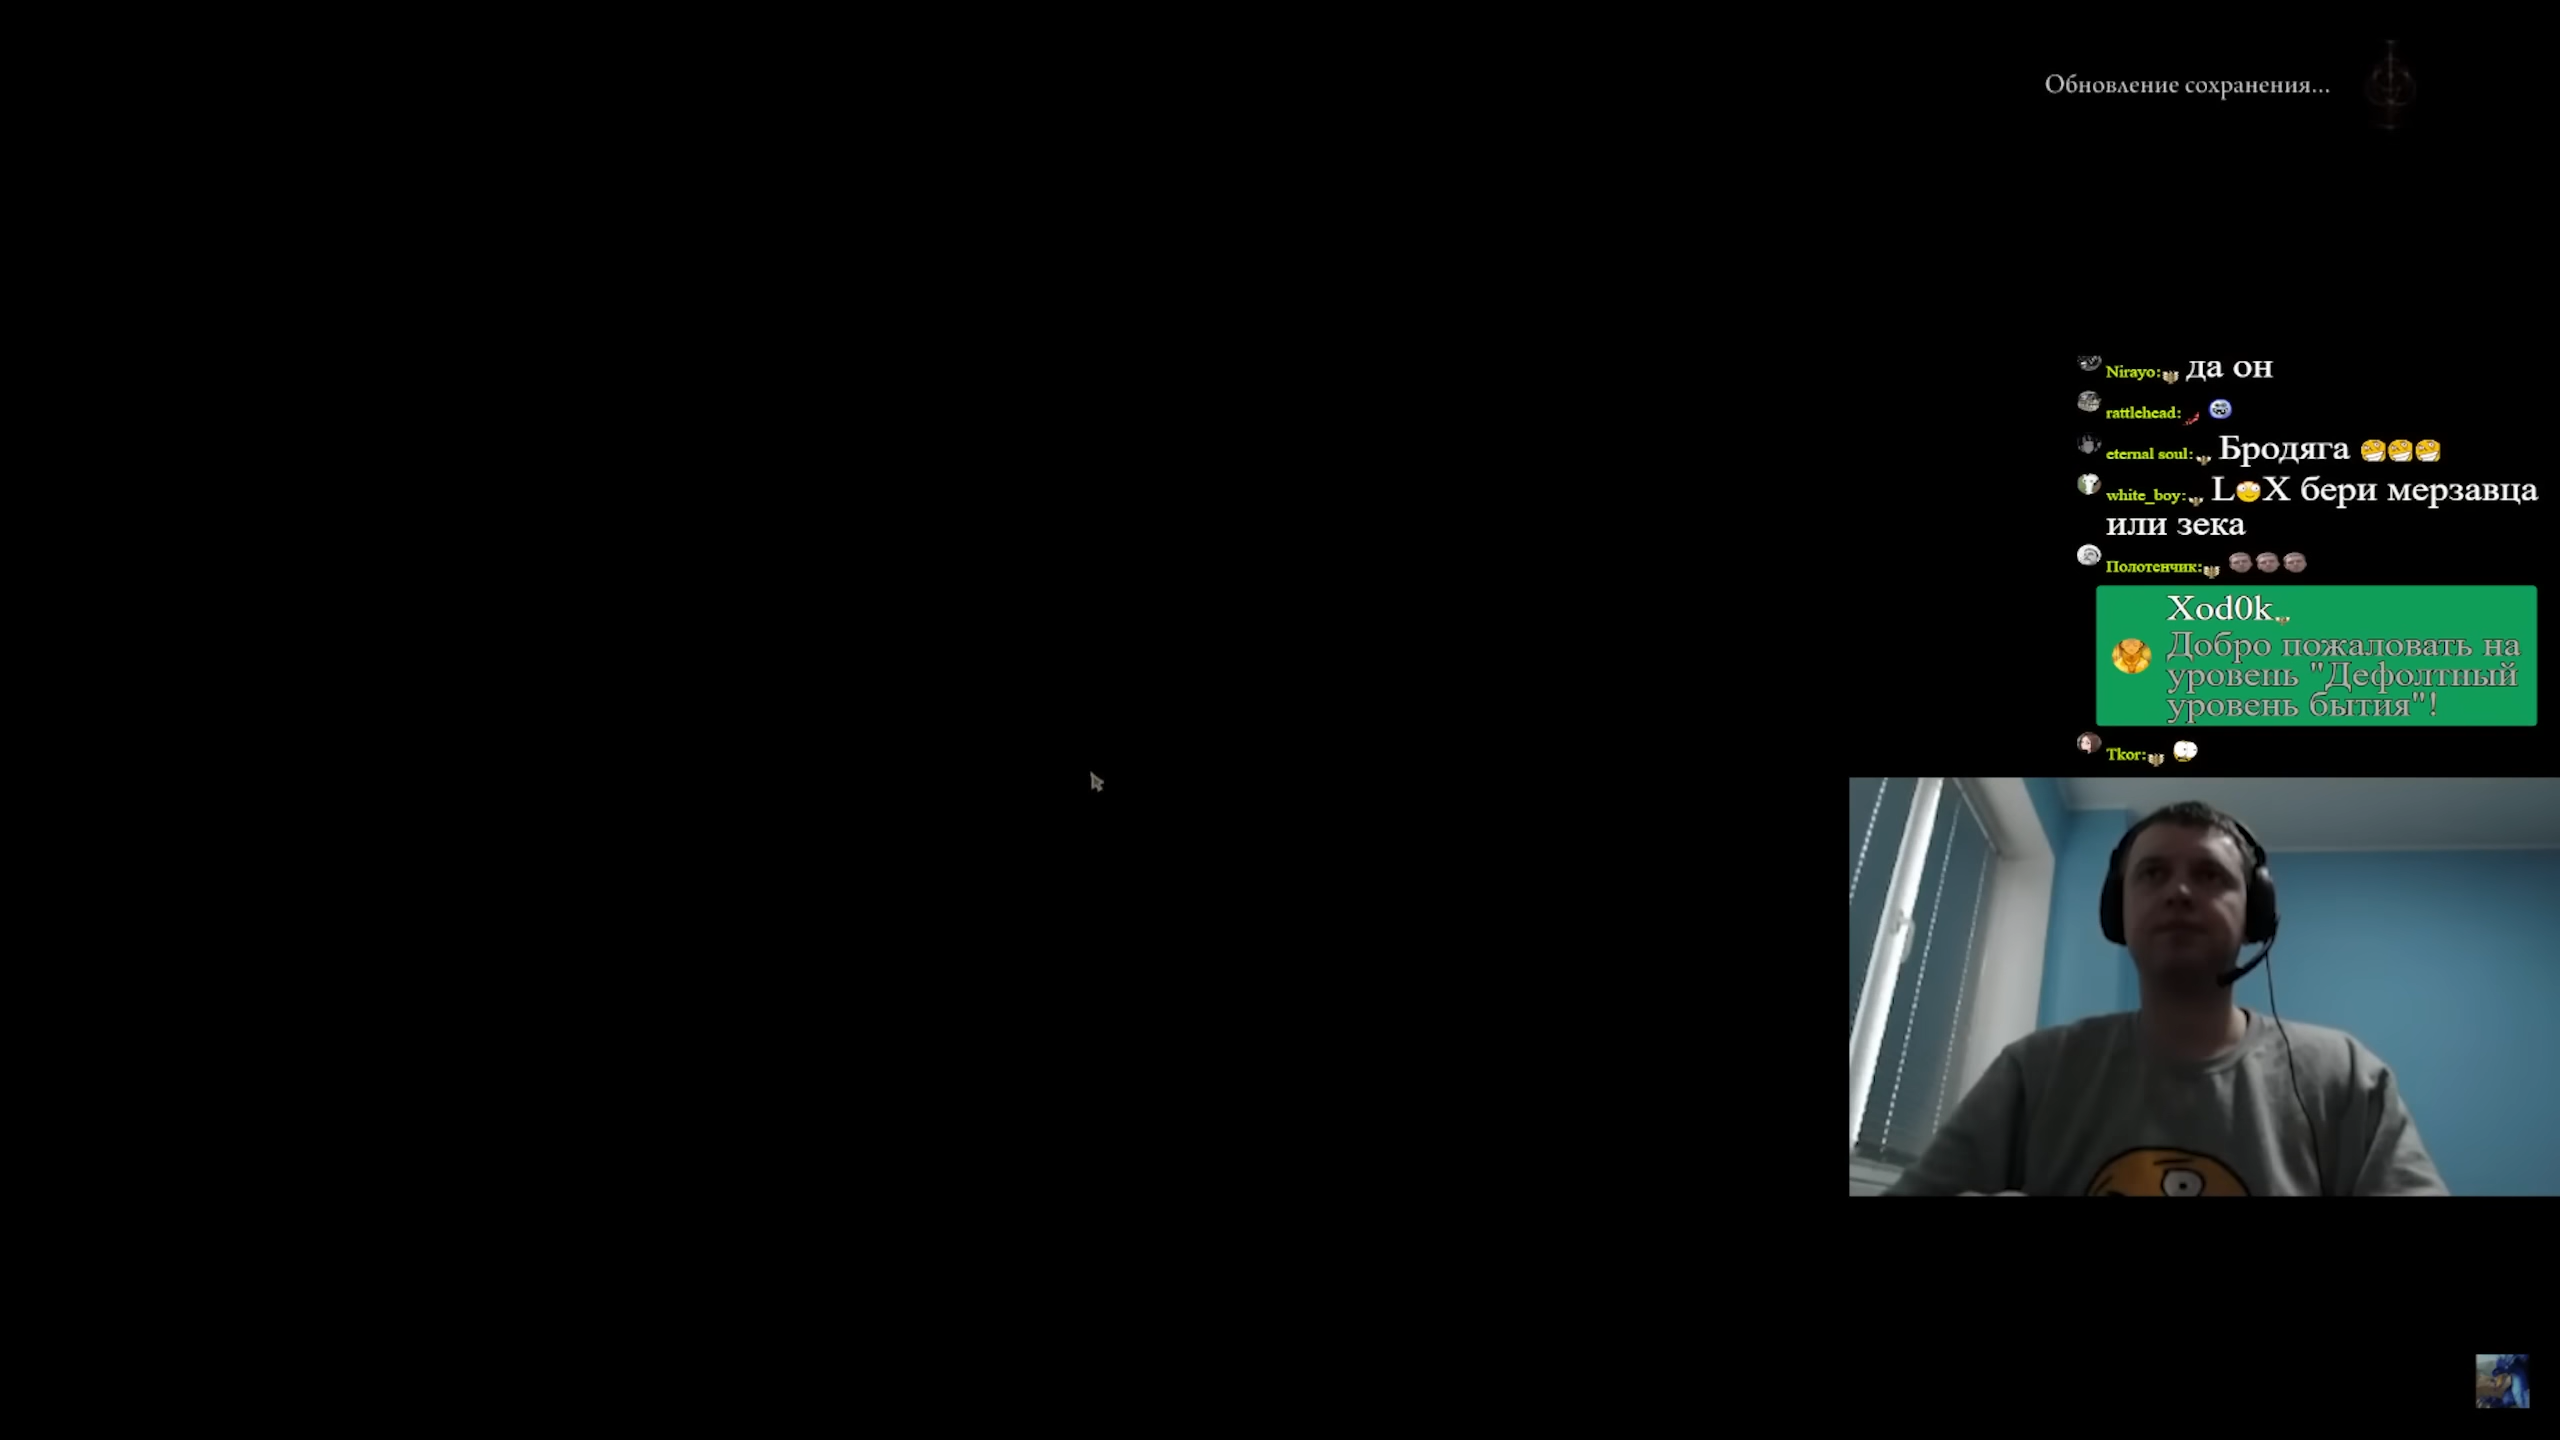 Обновление сохранения...
Nirayo: да он
rattlehead:
eternal soul: Бродяга
white_boy: L😳X бери мерзавца
или зека
Полотенчик:
Xod0k
Добро пожаловать на
уровень "Дефолтный
уровень бытия"!
Tkor: